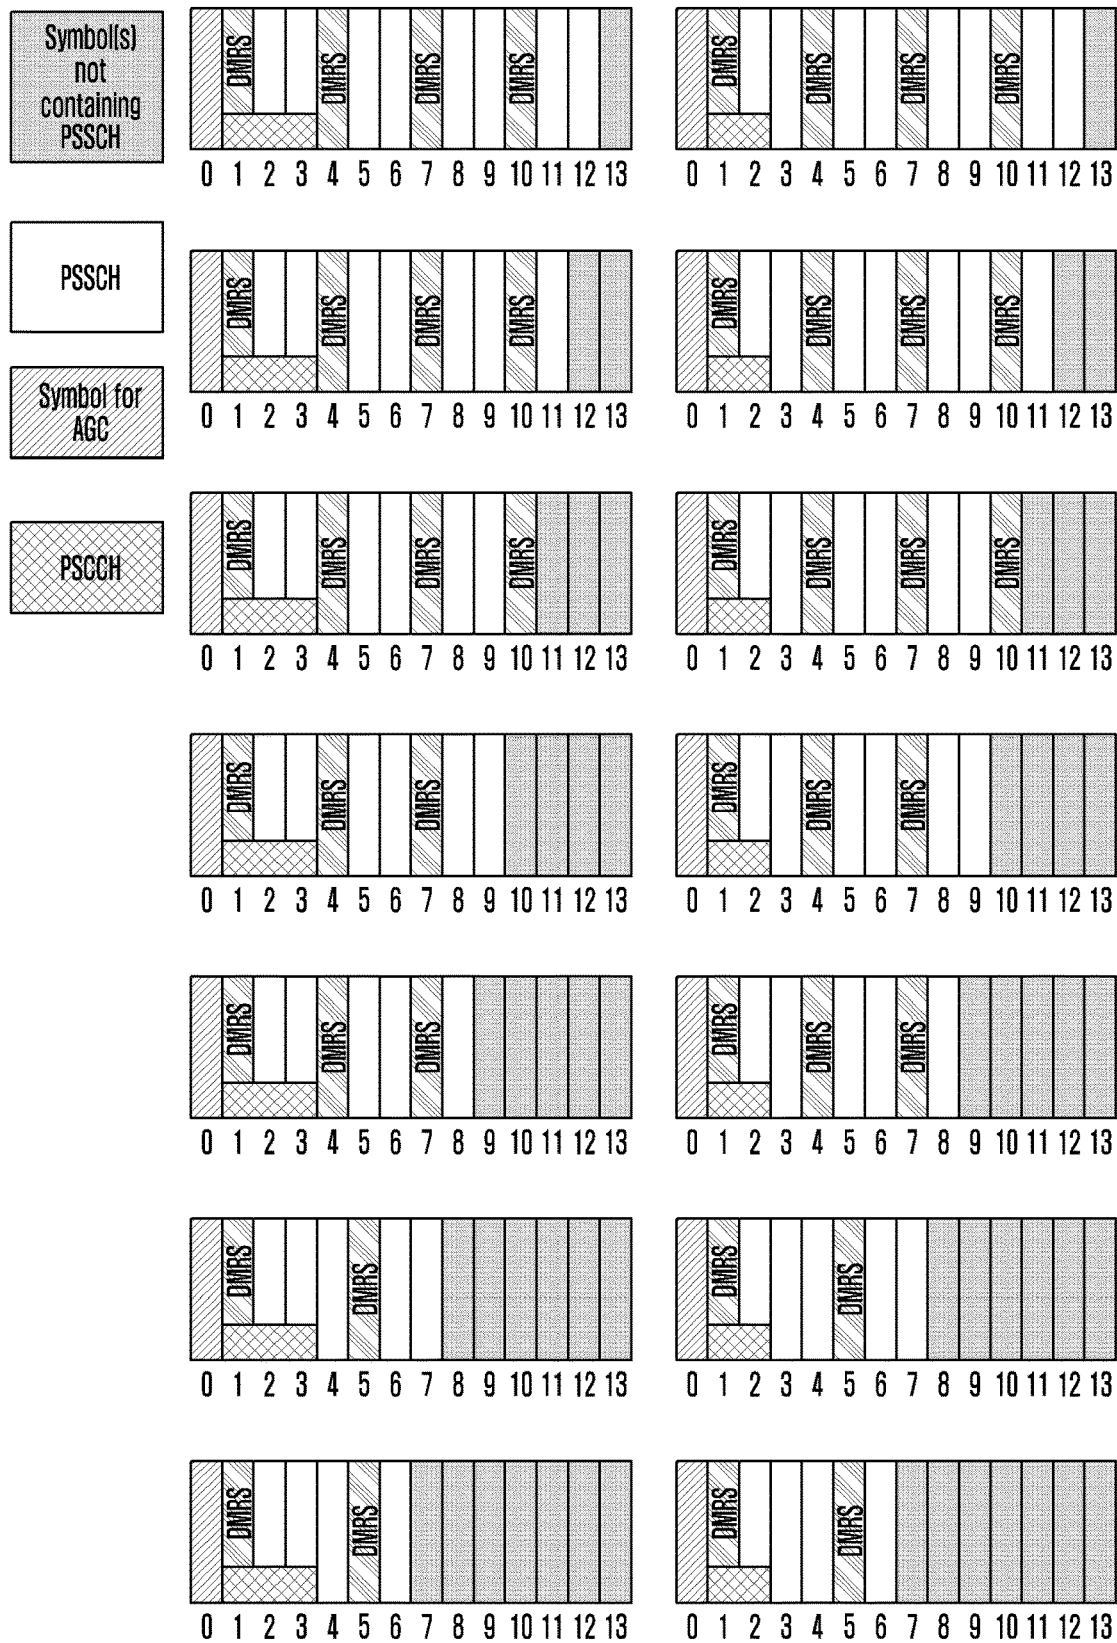 Symbol(s)
not
containing
PSSCH
PSSCH
Symbol for
AGC
PSCCH
DMRS DMRS DMRS DMRS
0 1 2 3 4 5 6 7 8 9 10 11 12 13
DMRS DMRS DMRS DMRS
0 1 2 3 4 5 6 7 8 9 10 11 12 13
DMRS DMRS DMRS DMRS
0 1 2 3 4 5 6 7 8 9 10 11 12 13
DMRS DMRS DMRS DMRS
0 1 2 3 4 5 6 7 8 9 10 11 12 13
DMRS DMRS DMRS DMRS
0 1 2 3 4 5 6 7 8 9 10 11 12 13
DMRS DMRS DMRS DMRS
0 1 2 3 4 5 6 7 8 9 10 11 12 13
DMRS DMRS DMRS
0 1 2 3 4 5 6 7 8 9 10 11 12 13
DMRS DMRS DMRS
0 1 2 3 4 5 6 7 8 9 10 11 12 13
DMRS DMRS DMRS
0 1 2 3 4 5 6 7 8 9 10 11 12 13
DMRS DMRS DMRS
0 1 2 3 4 5 6 7 8 9 10 11 12 13
DMRS DMRS
0 1 2 3 4 5 6 7 8 9 10 11 12 13
DMRS DMRS
0 1 2 3 4 5 6 7 8 9 10 11 12 13
DMRS DMRS
0 1 2 3 4 5 6 7 8 9 10 11 12 13
DMRS DMRS
0 1 2 3 4 5 6 7 8 9 10 11 12 13